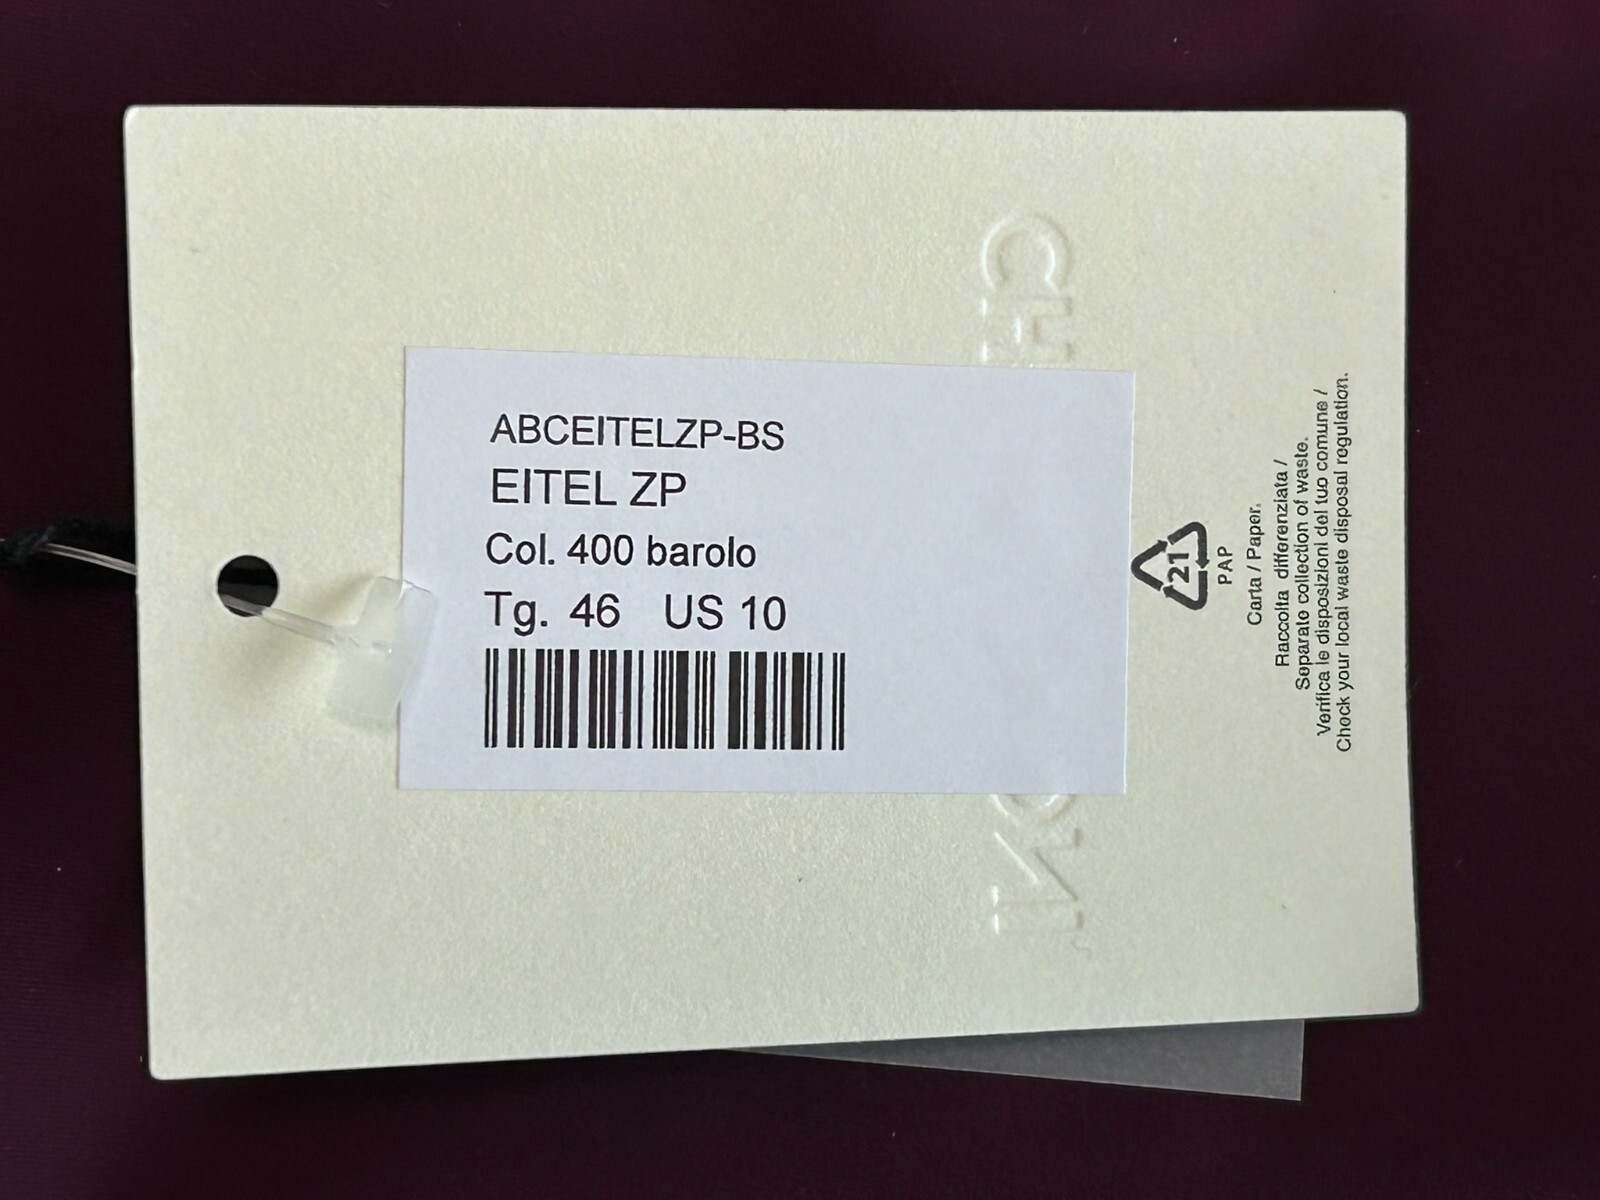 ABCEITELZP-BS
EITEL ZP
Col. 400 barolo
Tg. 46 US 10
21
PAP
Carta / Paper.
Raccolta differenziata /
Separate collection of waste.
Verifica le disposizioni del tuo comune /
Check your local waste disposal regulation.